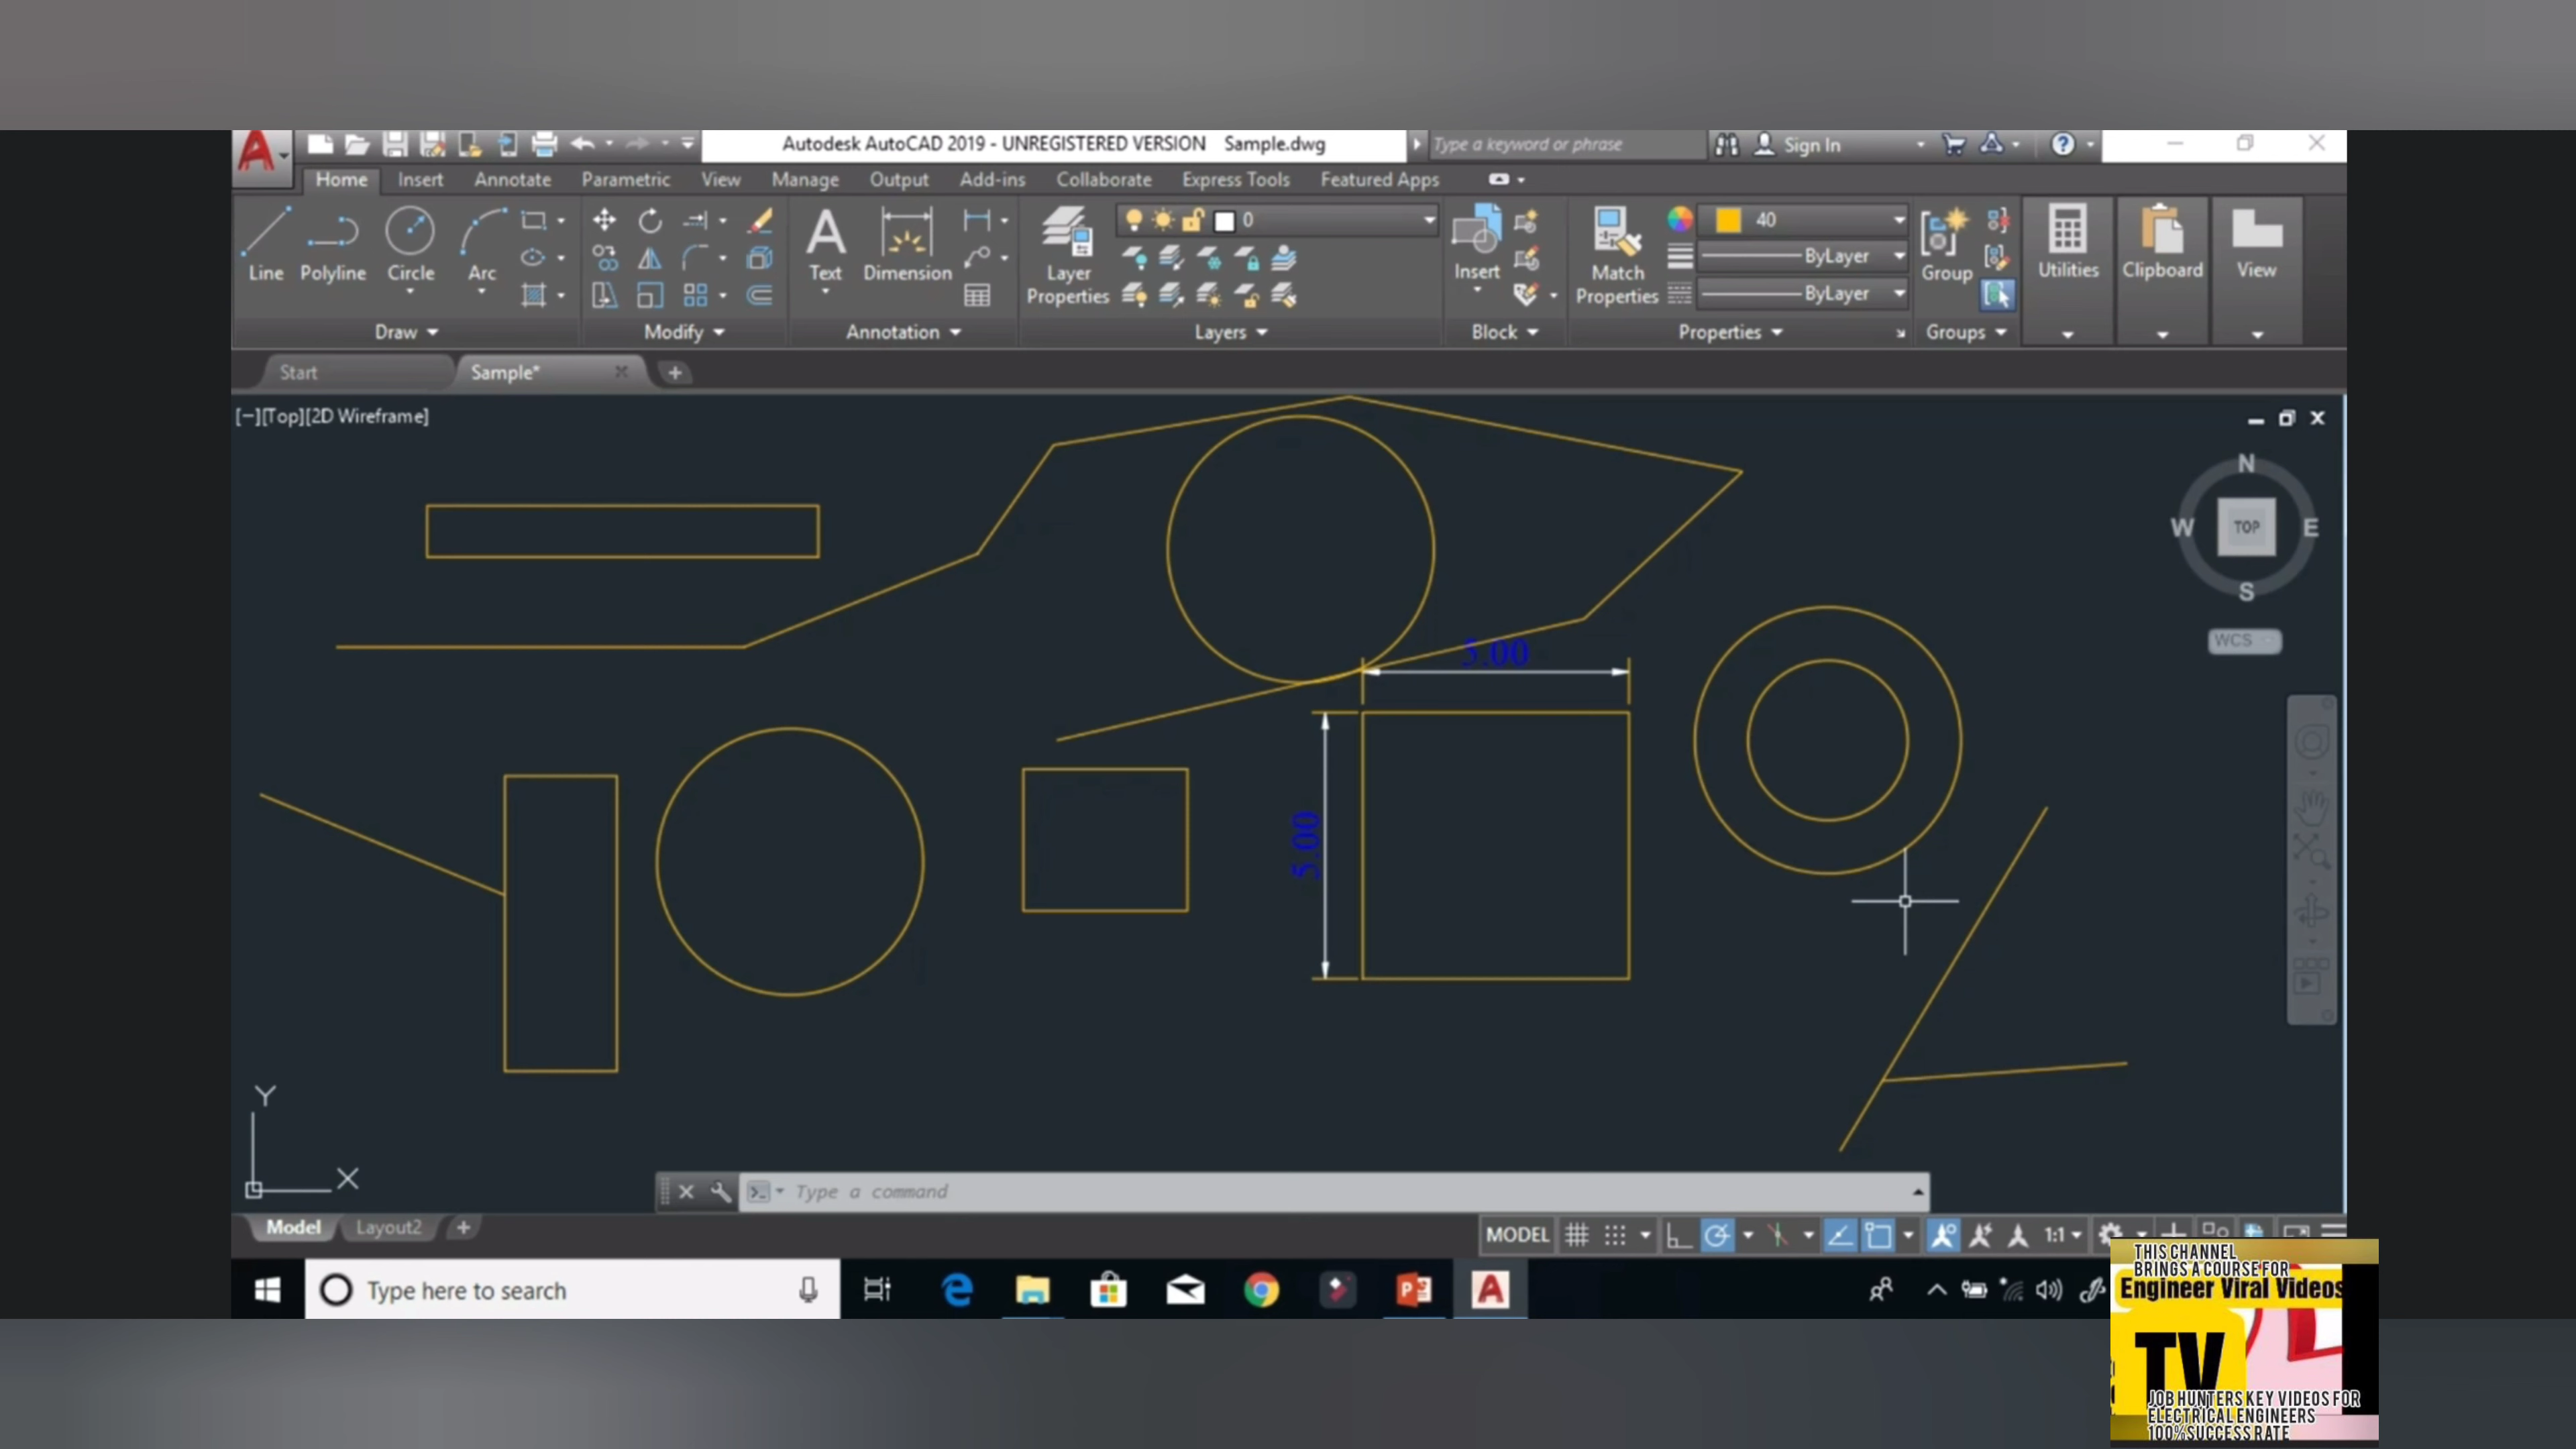 Autodesk AutoCAD 2019 - UNREGISTERED VERSION Sample.dwg
Type a keyword or phrase
Sign In
Home Insert Annotate Parametric View Manage Output Add-ins Collaborate Express Tools Featured Apps
0
40
Line Polyline Circle Arc
Text Dimension
Layer Properties
Insert
Match Properties
ByLayer
ByLayer
Group
Utilities Clipboard View
Draw Modify Annotation Layers Block Properties Groups
Start Sample*
[−][Top][2D Wireframe]
N
W TOP E
S
WCS
5.00
5.00
Y
X
Type a command
Model Layout2
MODEL 1:1
Type here to search
THIS CHANNEL
BRINGS A COURSE FOR
Engineer Viral Videos
TV
JOB HUNTERS KEY VIDEOS FOR
ELECTRICAL ENGINEERS
100% SUCCESS RATE